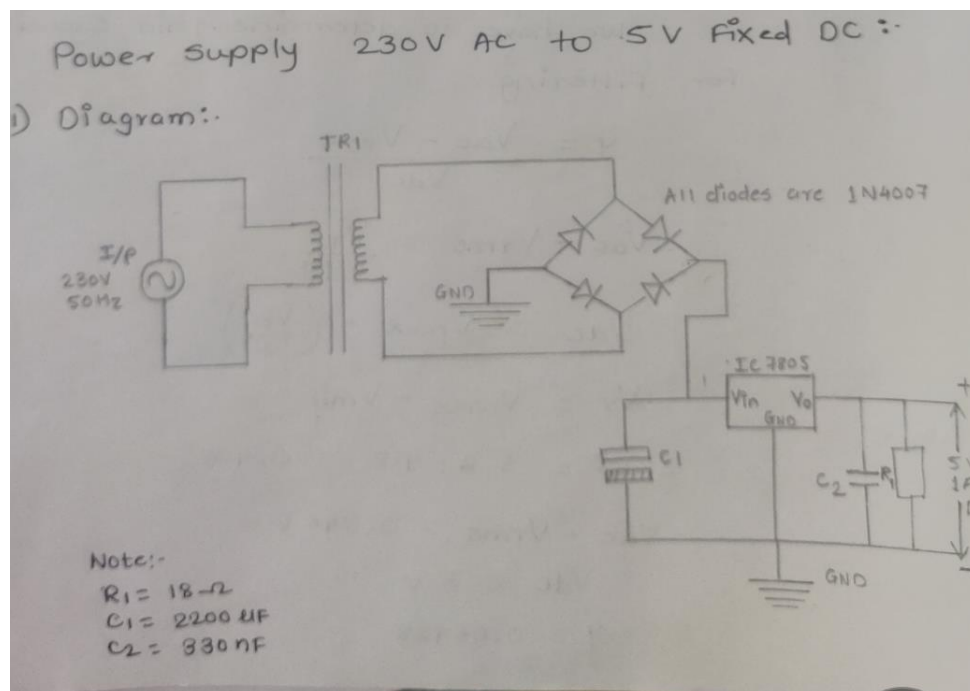 Power supply 230V AC to 5V Fixed DC :-
1) Diagram:-
TR1
All diodes are 1N4007
I/P
230V
50Hz
GND
IC 7805
Vin Vo
GND
+
C1
C2
R1
5V
1A
-
GND
Note:-
R1 = 18 Ω
C1 = 2200 uF
C2 = 330 nF